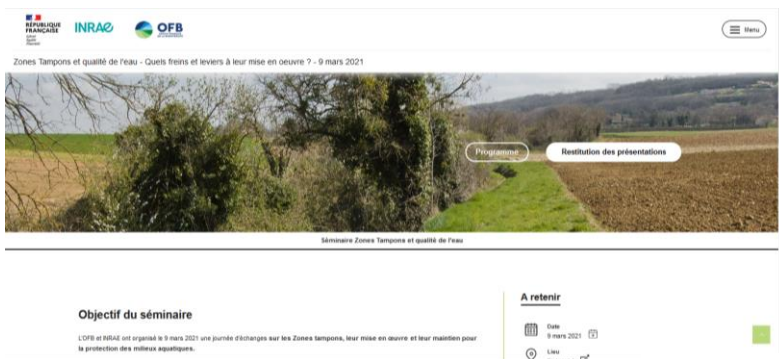 RÉPUBLIQUE
FRANÇAISE
INRAE
OFB
Menu
Zones Tampons et qualité de l'eau - Quels freins et leviers à leur mise en oeuvre ? - 9 mars 2021
Programme
Restitution des présentations
Séminaire Zones Tampons et qualité de l'eau
Objectif du séminaire
L'OFB et INRAE ont organisé le 9 mars 2021 une journée d'échanges sur les Zones tampons, leur mise en œuvre et leur maintien pour
la protection des milieux aquatiques.
A retenir
Date
9 mars 2021
Lieu